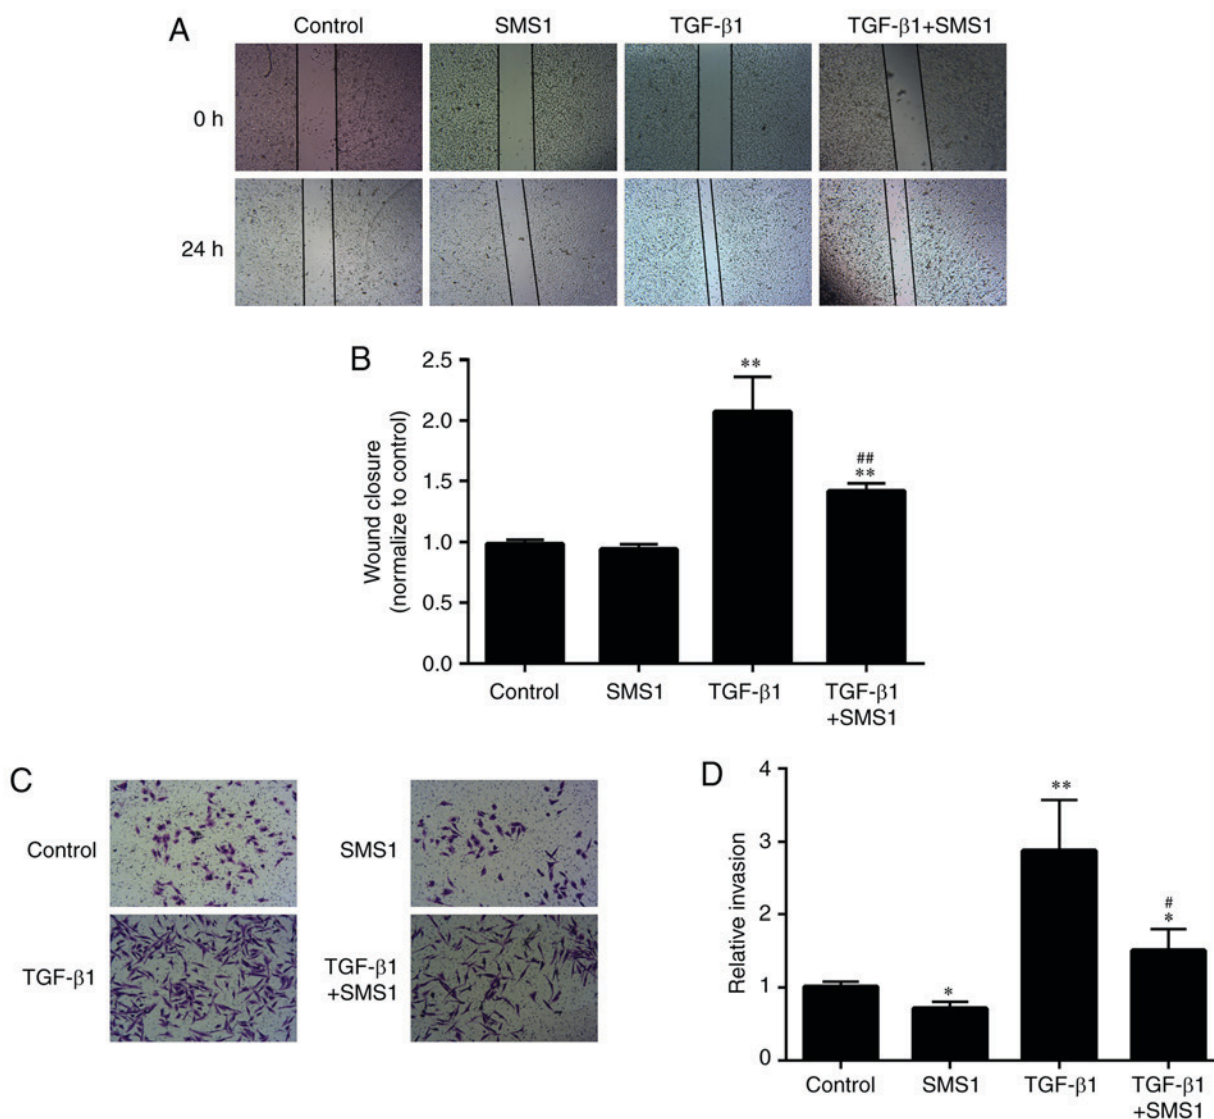 A
Control SMS1 TGF-β1 TGF-β1+SMS1
0 h
24 h
B
Wound closure
(normalize to control)
2.5
2.0
1.5
1.0
0.5
0.0
**
##
**
Control SMS1 TGF-β1 TGF-β1
+SMS1
C
Control
SMS1
TGF-β1
TGF-β1
+SMS1
D
Relative invasion
4
3
2
1
0
*
**
#
*
Control SMS1 TGF-β1 TGF-β1
+SMS1